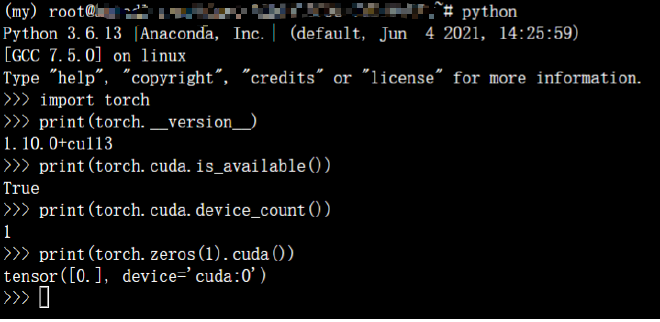 (my) root@ ~# python
Python 3.6.13 |Anaconda, Inc.| (default, Jun  4 2021, 14:25:59)
[GCC 7.5.0] on linux
Type "help", "copyright", "credits" or "license" for more information.
>>> import torch
>>> print(torch.__version__)
1.10.0+cu113
>>> print(torch.cuda.is_available())
True
>>> print(torch.cuda.device_count())
1
>>> print(torch.zeros(1).cuda())
tensor([0.], device='cuda:0')
>>>